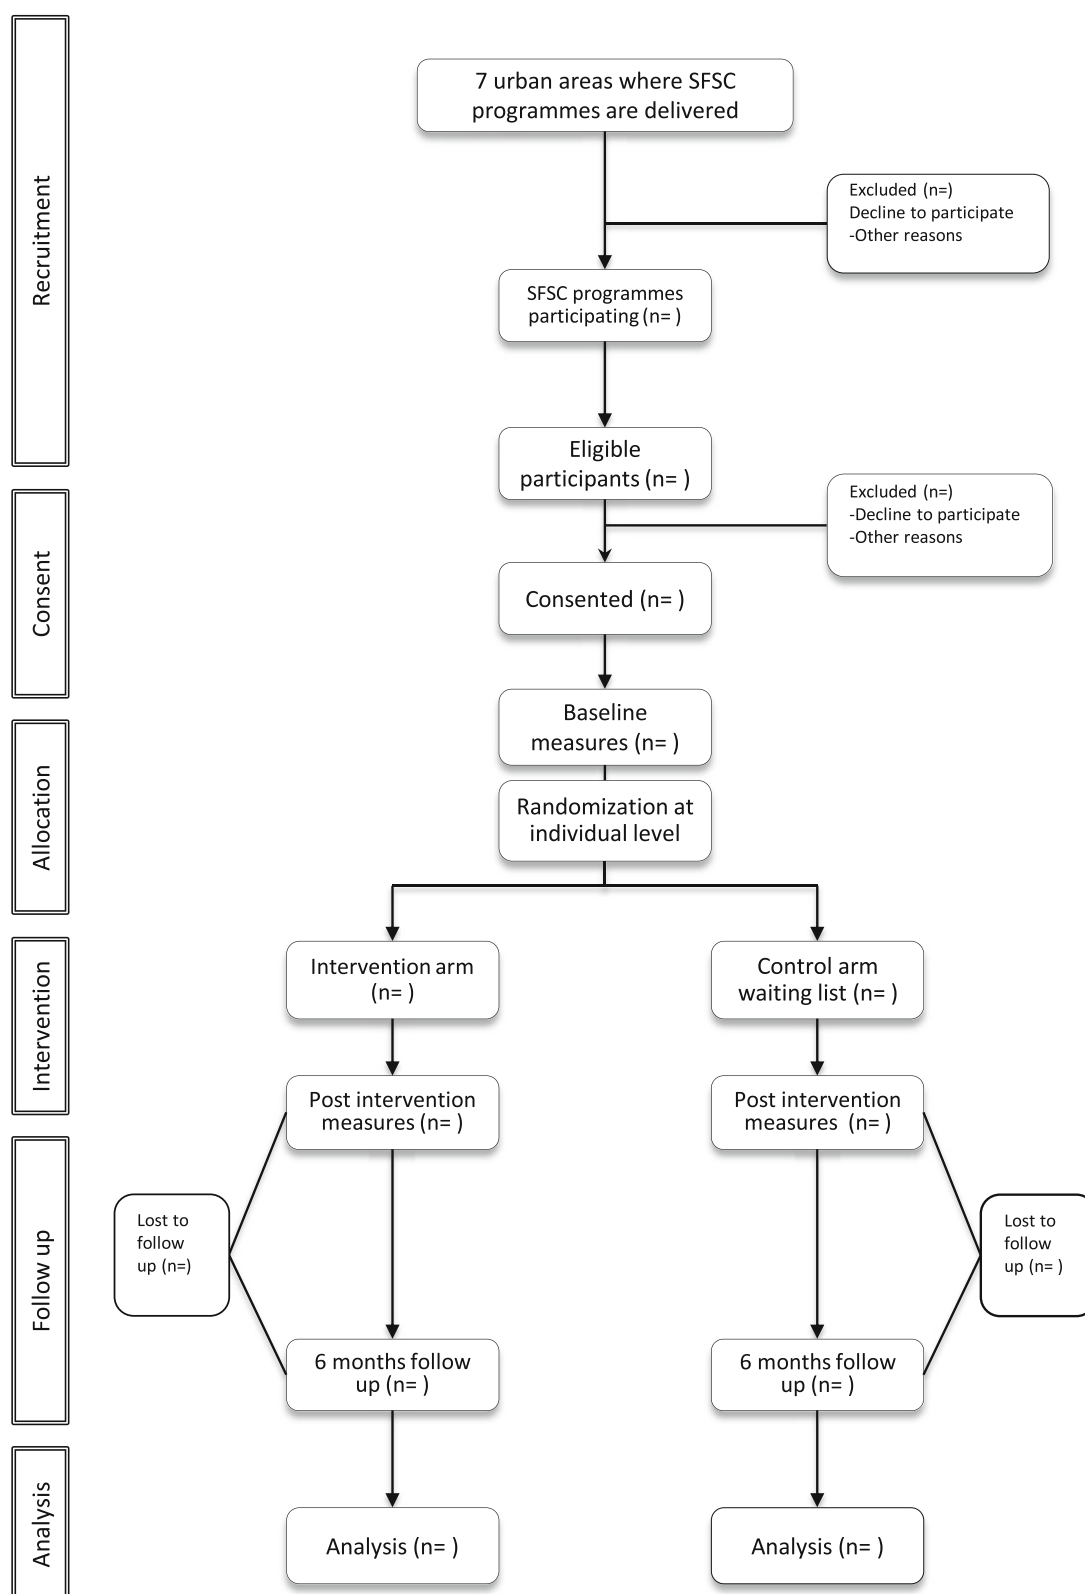 Recruitment
7 urban areas where SFSC
programmes are delivered
Excluded (n=)
Decline to participate
-Other reasons
SFSC programmes
participating (n= )
Eligible
participants (n= )
Consent
Excluded (n=)
-Decline to participate
-Other reasons
Consented (n= )
Baseline
measures (n= )
Allocation
Randomization at
individual level
Intervention
Intervention arm
(n= )
Control arm
waiting list (n= )
Post intervention
measures (n= )
Post intervention
measures  (n= )
Follow up
Lost to
follow
up (n=)
Lost to
follow
up (n= )
6 months follow
up (n= )
6 months follow
up (n= )
Analysis
Analysis (n= )
Analysis (n= )